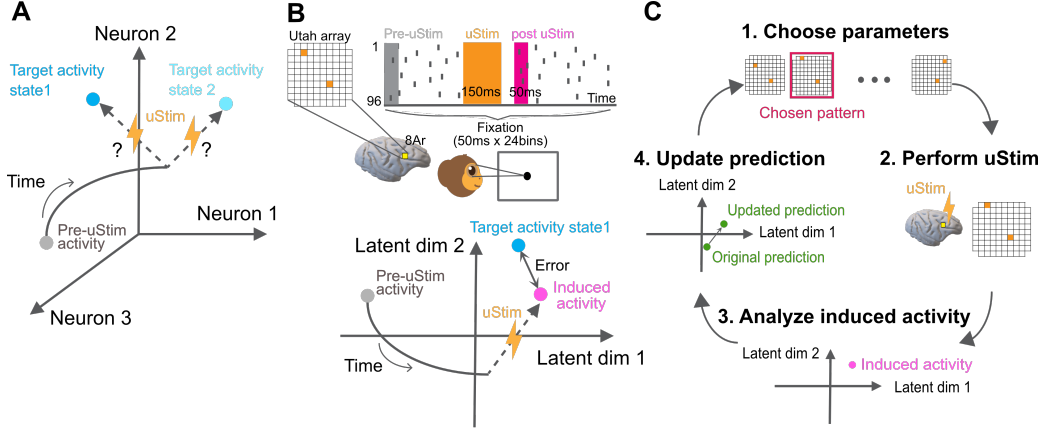 A
Neuron 2
Target activity
state1
Target activity
state 2
uStim
?
?
Time
Pre-uStim
activity
Neuron 1
Neuron 3
B
Utah array
Pre-uStim
uStim
post uStim
1
96
150ms
50ms
Time
Fixation
(50ms x 24bins)
8Ar
Target activity state1
Latent dim 2
Error
Pre-uStim
activity
Induced
activity
uStim
Time
Latent dim 1
C
1. Choose parameters
Chosen pattern
2. Perform uStim
uStim
3. Analyze induced activity
Latent dim 2
Induced activity
Latent dim 1
4. Update prediction
Latent dim 2
Updated prediction
Latent dim 1
Original prediction